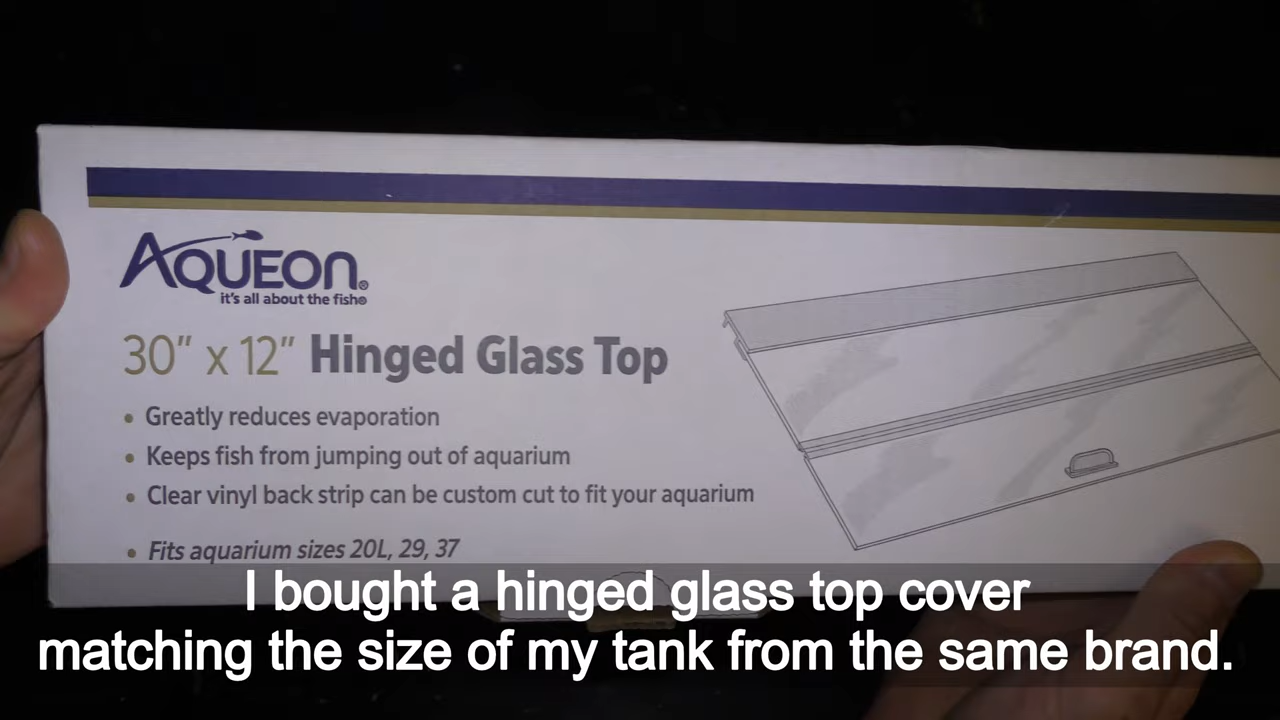 AQUEON®
it's all about the fish®
30" x 12" Hinged Glass Top
• Greatly reduces evaporation
• Keeps fish from jumping out of aquarium
• Clear vinyl back strip can be custom cut to fit your aquarium
• Fits aquarium sizes 20L, 29, 37
I bought a hinged glass top cover
matching the size of my tank from the same brand.